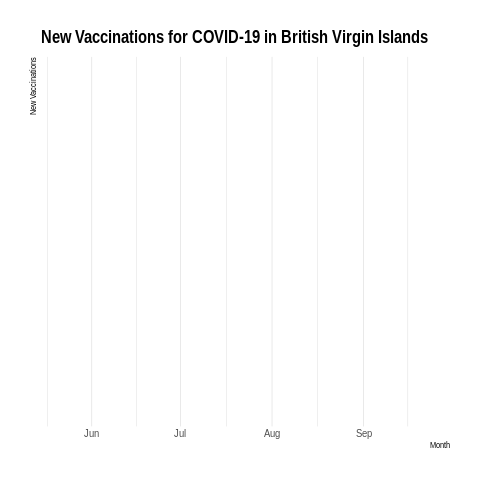 New Vaccinations for COVID-19 in British Virgin Islands
New Vaccinations
Jun Jul Aug Sep
Month